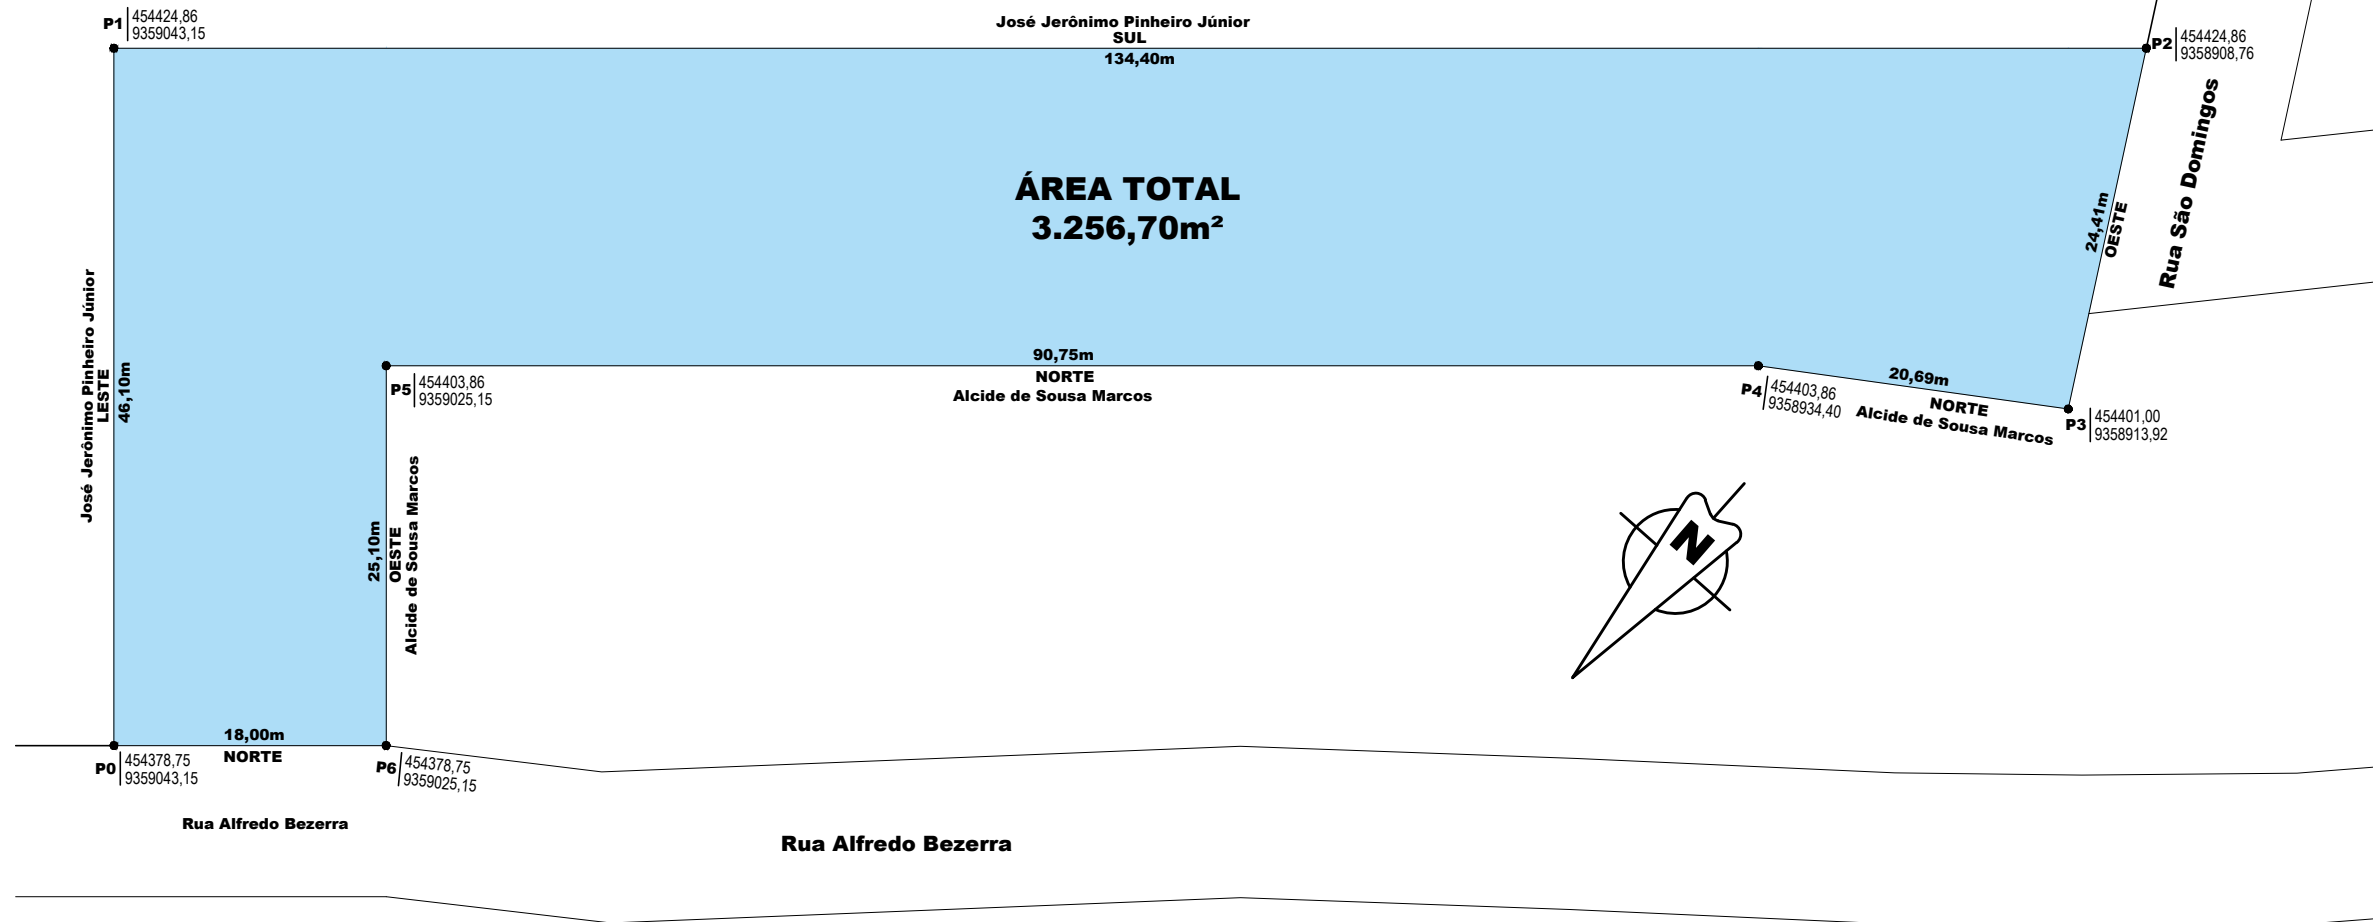 P1
454424,86
9359043,15
José Jerônimo Pinheiro Júnior
SUL
134,40m
P2
454424,86
9358908,76
Rua São Domingos
24,41m
OESTE
ÁREA TOTAL
3.256,70m²
José Jerônimo Pinheiro Júnior
LESTE
46,10m
P5
454403,86
9359025,15
90,75m
NORTE
Alcide de Sousa Marcos
P4
454403,86
9358934,40
20,69m
NORTE
Alcide de Sousa Marcos
P3
454401,00
9358913,92
25,10m
OESTE
Alcide de Sousa Marcos
N
18,00m
NORTE
P0
454378,75
9359043,15
P6
454378,75
9359025,15
Rua Alfredo Bezerra
Rua Alfredo Bezerra